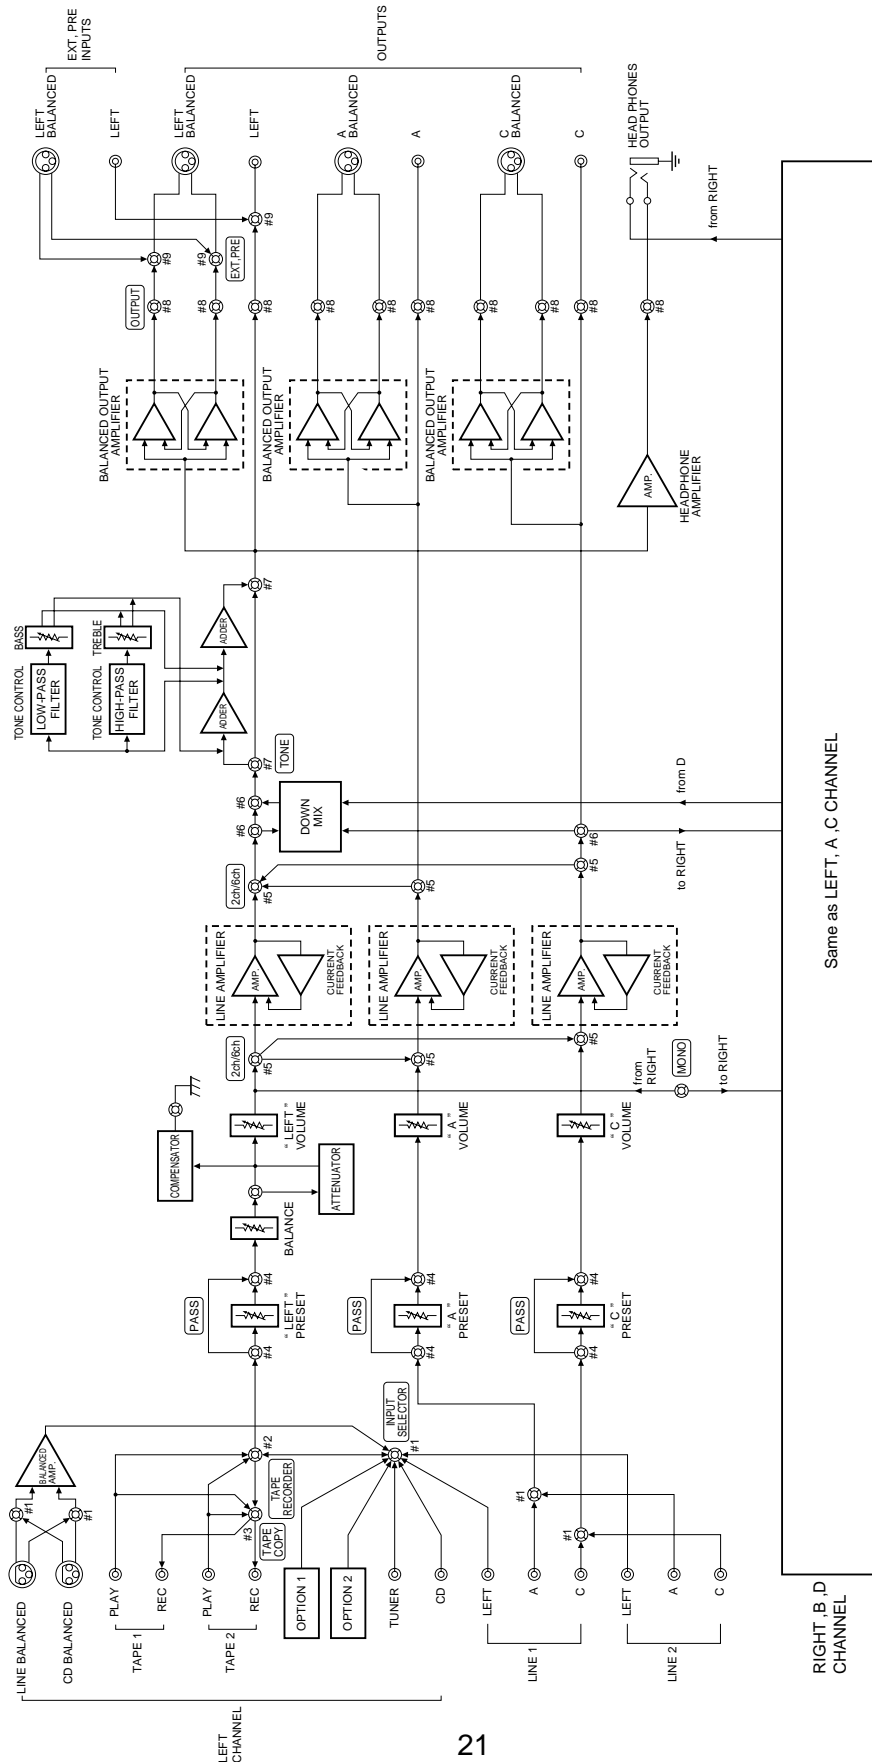 LEFT
CHANNEL
LINE BALANCED
CD BALANCED
#1
#1
BALANCED
AMP.
TAPE 1
PLAY
REC
TAPE 2
PLAY
REC
#2
#3
TAPE
RECORDER
TAPE
COPY
OPTION 1
OPTION 2
TUNER
CD
INPUT
SELECTOR
#1
LINE 1
LEFT
A
C
#1
#1
LINE 2
LEFT
A
C
PASS
#4
#4
" LEFT "
PRESET
PASS
#4
#4
" A "
PRESET
PASS
#4
#4
" C "
PRESET
BALANCE
ATTENUATOR
COMPENSATOR
" LEFT "
VOLUME
" A "
VOLUME
" C "
VOLUME
from
RIGHT
MONO
to RIGHT
2ch/6ch
#5
#5
#5
LINE AMPLIFIER
AMP.
CURRENT
FEEDBACK
LINE AMPLIFIER
AMP.
CURRENT
FEEDBACK
LINE AMPLIFIER
AMP.
CURRENT
FEEDBACK
2ch/6ch
#5
#5
#5
#6
#6
#6
DOWN
MIX
to RIGHT
from D
TONE
#7
TONE CONTROL
LOW-PASS
FILTER
BASS
TONE CONTROL
HIGH-PASS
FILTER
TREBLE
ADDER
ADDER
#7
BALANCED OUTPUT
AMPLIFIER
BALANCED OUTPUT
AMPLIFIER
BALANCED OUTPUT
AMPLIFIER
AMP.
HEADPHONE
AMPLIFIER
OUTPUT
#8
#8
#8
#8
#8
#8
#8
#8
#8
#8
#9
#9
#9
EXT,PRE
from RIGHT
LEFT
BALANCED
LEFT
EXT, PRE
INPUTS
LEFT
BALANCED
LEFT
A
BALANCED
A
C
BALANCED
C
OUTPUTS
HEAD PHONES
OUTPUT
RIGHT ,B ,D
CHANNEL
Same as LEFT, A ,C CHANNEL
21